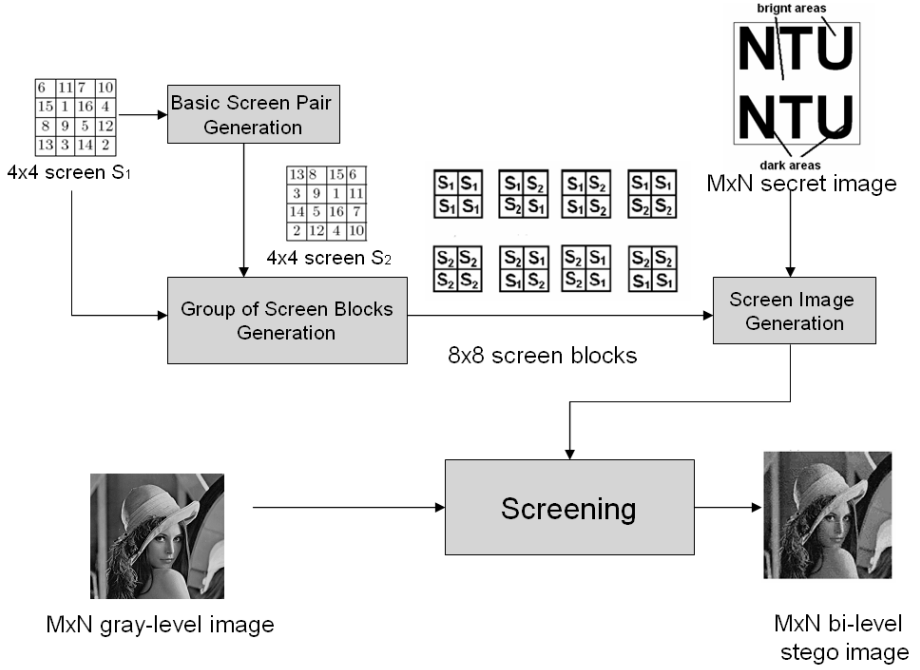 brignt areas
NTU
NTU
dark areas
MxN secret image
6 11 7 10
15 1 16 4
8 9 5 12
13 3 14 2
4x4 screen S1
Basic Screen Pair
Generation
13 8 15 6
3 9 1 11
14 5 16 7
2 12 4 10
4x4 screen S2
S1 S1 S1 S2 S1 S2 S1 S1
S1 S1 S2 S1 S1 S2 S2 S2
S2 S2 S2 S1 S2 S1 S2 S2
S2 S2 S1 S2 S2 S1 S1 S1
Group of Screen Blocks
Generation
8x8 screen blocks
Screen Image
Generation
Screening
MxN gray-level image
MxN bi-level
stego image